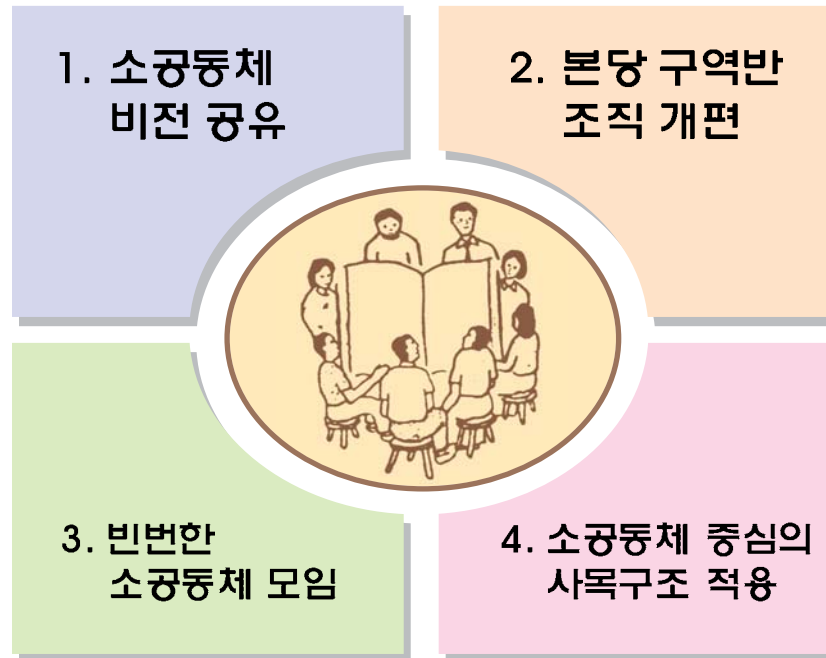 1. 소공동체
비전 공유
2. 본당 구역반
조직 개편
3. 빈번한
소공동체 모임
4. 소공동체 중심의
사목구조 적용